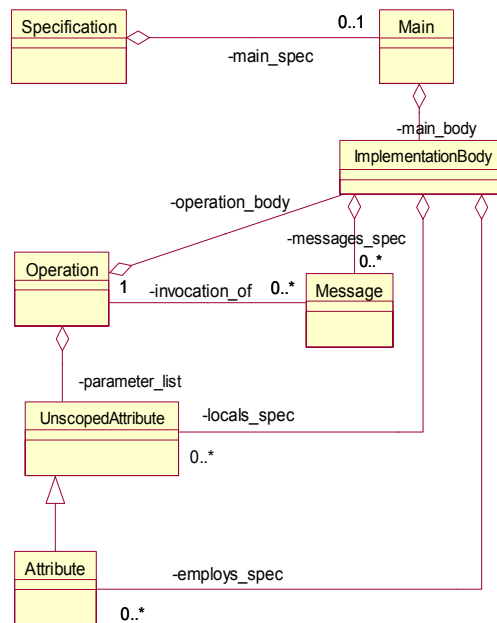 Specification
0..1
Main
-main_spec
-main_body
ImplementationBody
-operation_body
-messages_spec
0..*
Operation
1
-invocation_of
0..*
Message
-parameter_list
UnscopedAttribute
-locals_spec
0..*
Attribute
-employs_spec
0..*